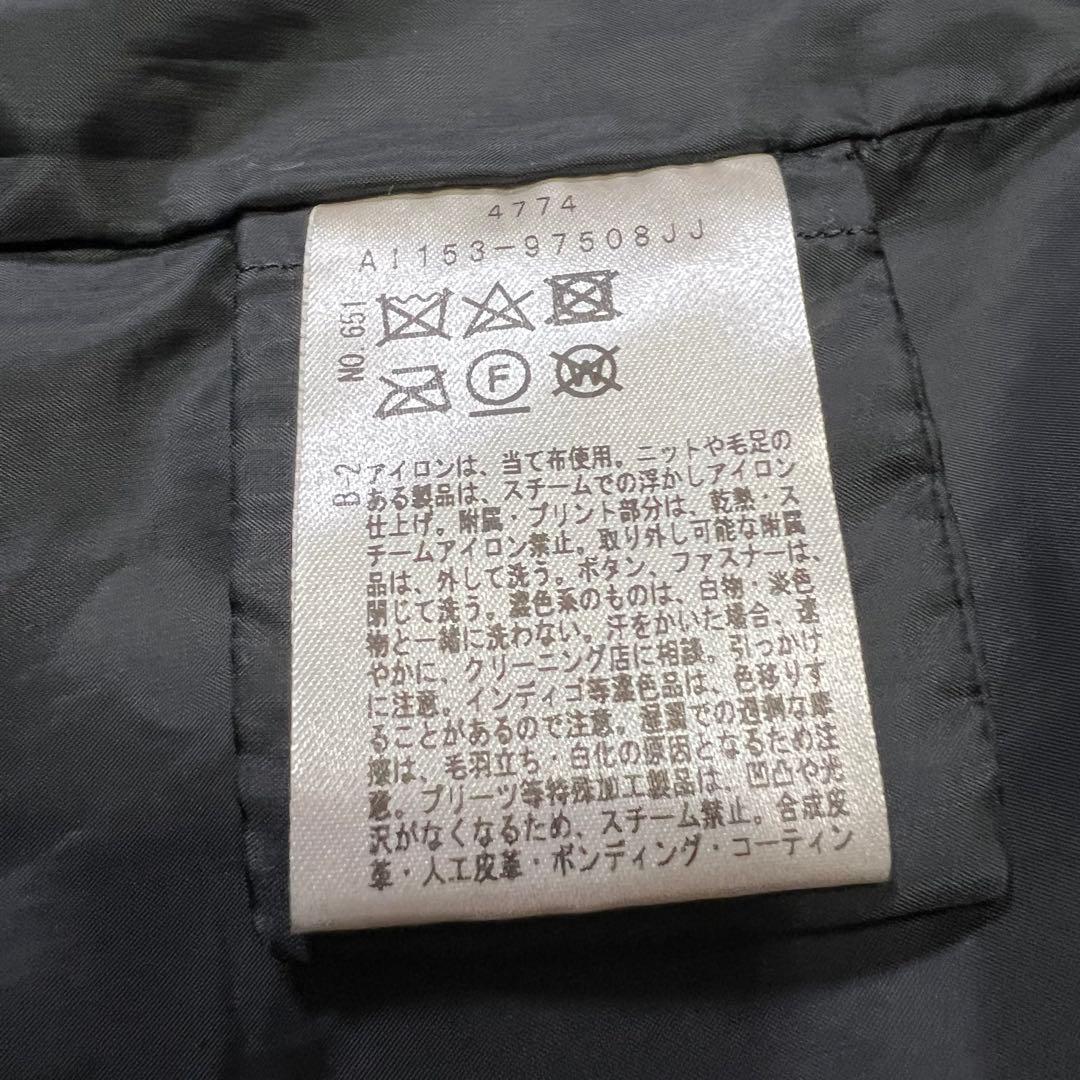 4774
AI153-97508JJ
NO.651
F
W
B-2
アイロンは、当て布使用。ニットや毛足の
ある製品は、スチームでの浮かしアイロン
仕上げ。附属・プリント部分は、乾熱・ス
チームアイロン禁止。取り外し可能な附属
品は、外して洗う。ボタン、ファスナーは、
閉じて洗う。濃色系のものは、白物・淡色
物と一緒に洗わない。汗をかいた場合、速
やかに、クリーニング店に相談。引っかけ
に注意。インディゴ等濃色品は、色移りす
ることがあるので注意。湿潤での過剰な摩
擦は、毛羽立ち・白化の原因となるため注
意。プリーツ等特殊加工製品は、凹凸や光
沢がなくなるため、スチーム禁止。合成皮
革・人工皮革・ボンディング・コーティン